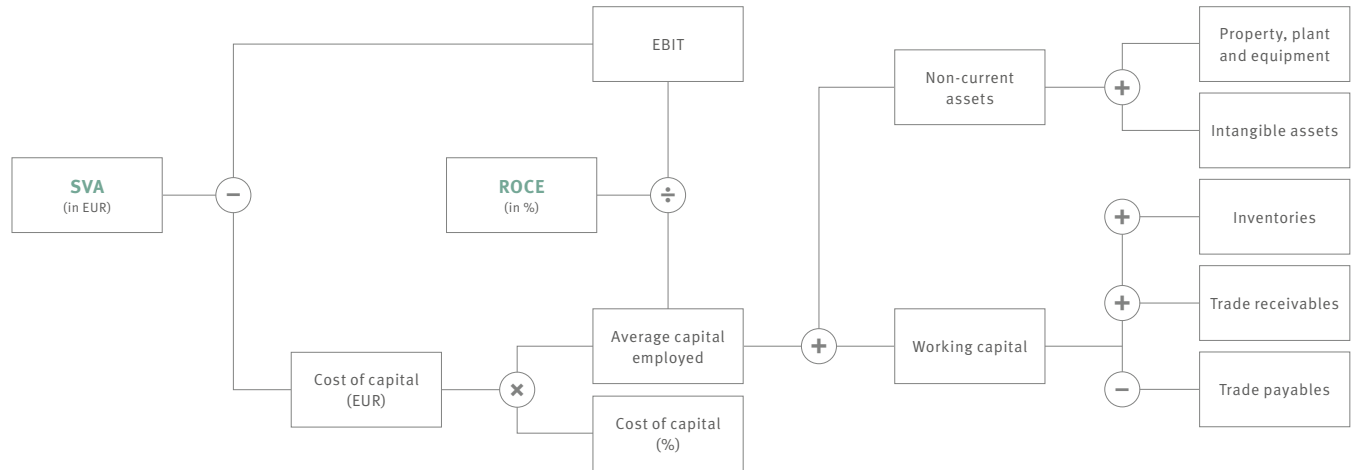 EBIT
Property, plant
and equipment
Non-current
assets
+
Intangible assets
SVA
(in EUR)
−
ROCE
(in %)
÷
+
Inventories
+
Trade receivables
Average capital
employed
+
Working capital
Cost of capital
(EUR)
×
−
Trade payables
Cost of capital
(%)